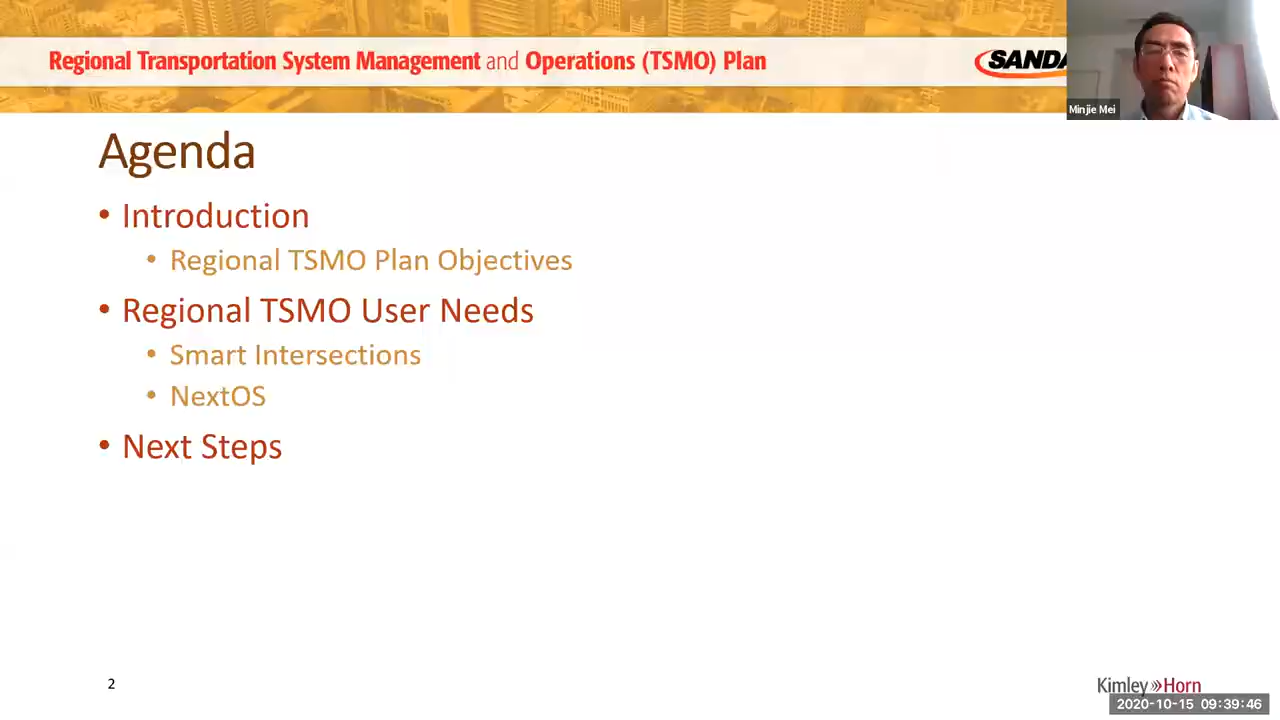 Regional Transportation System Management and Operations (TSMO) Plan
SANDA
Minjie Mei
Agenda
• Introduction
• Regional TSMO Plan Objectives
• Regional TSMO User Needs
• Smart Intersections
• NextOS
• Next Steps
2
Kimley»Horn
2020-10-15 09:39:46